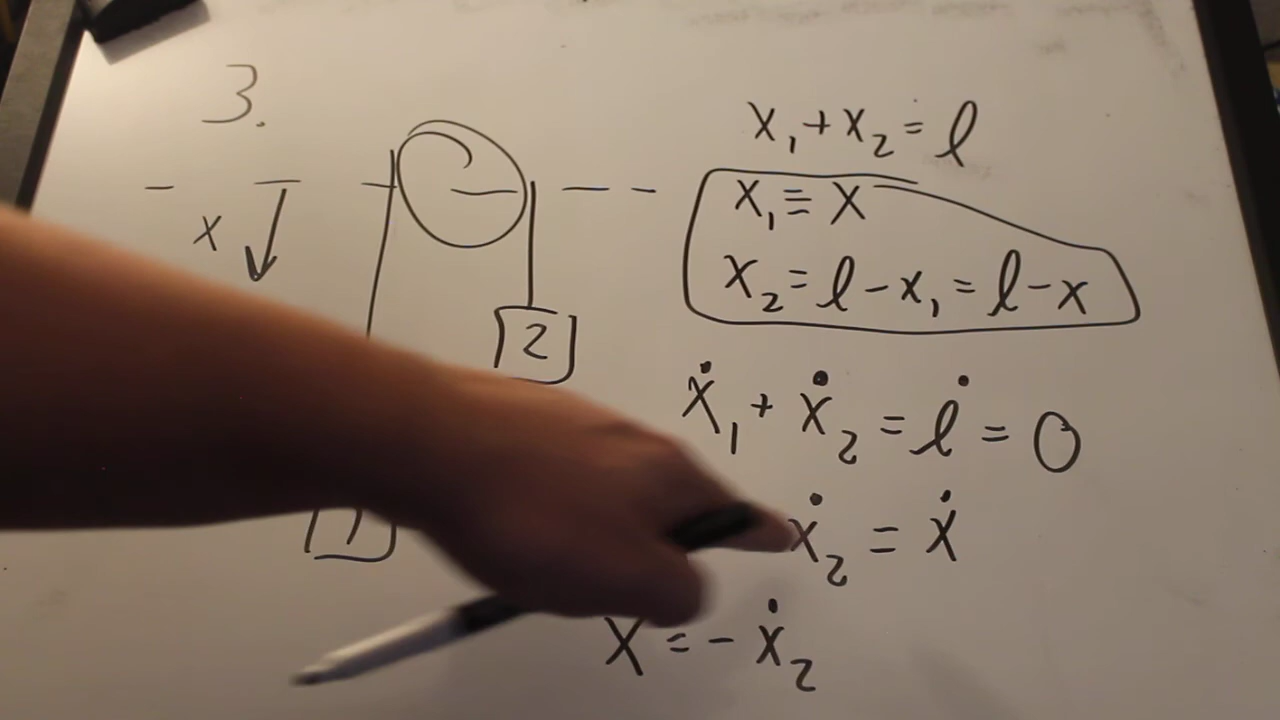 3.
x₁ + x₂ = ℓ
x₁ ≡ x
x₂ = ℓ - x₁ = ℓ - x
x
2
ẋ₁ + ẋ₂ = ℓ̇ = 0
ẋ₂ = ẋ
1
ẋ = - ẋ₂